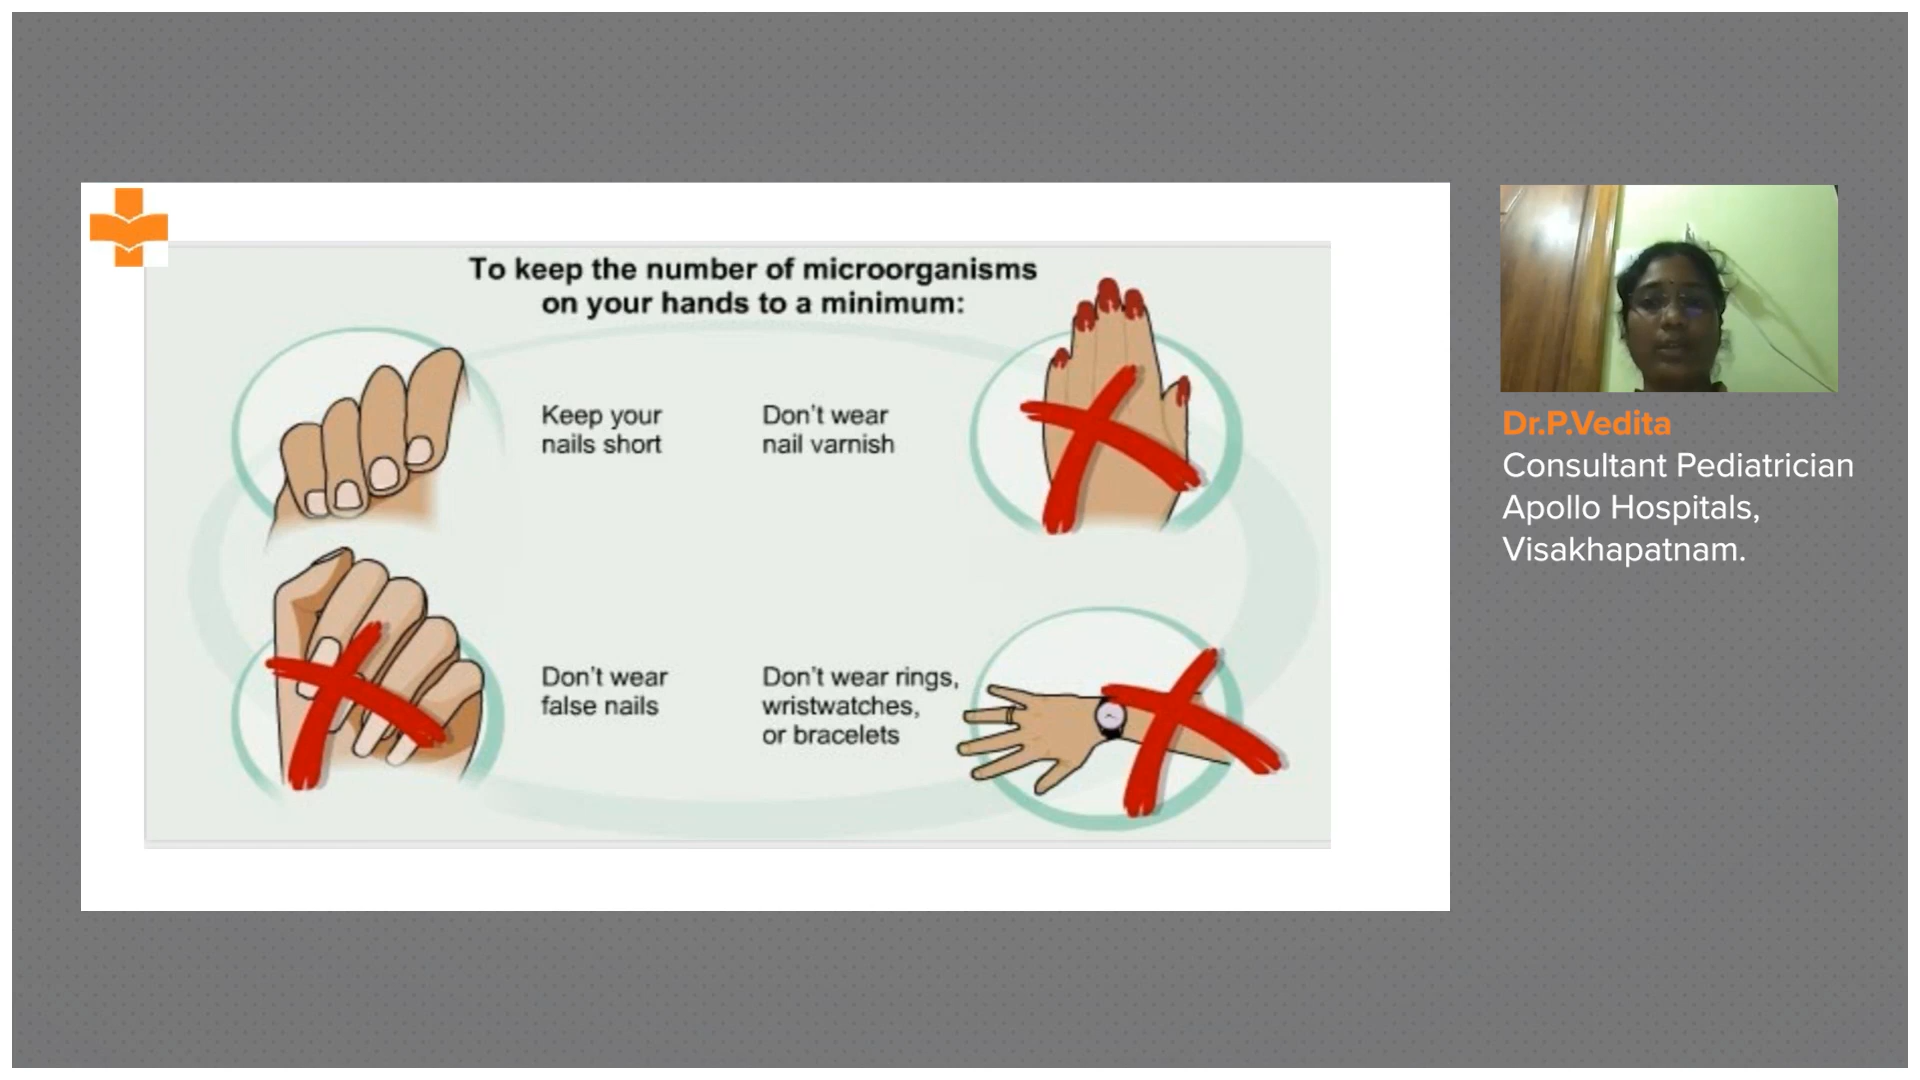 To keep the number of microorganisms
on your hands to a minimum:
Keep your
nails short
Don't wear
nail varnish
Don't wear
false nails
Don't wear rings,
wristwatches,
or bracelets
Dr.P.Vedita
Consultant Pediatrician
Apollo Hospitals,
Visakhapatnam.